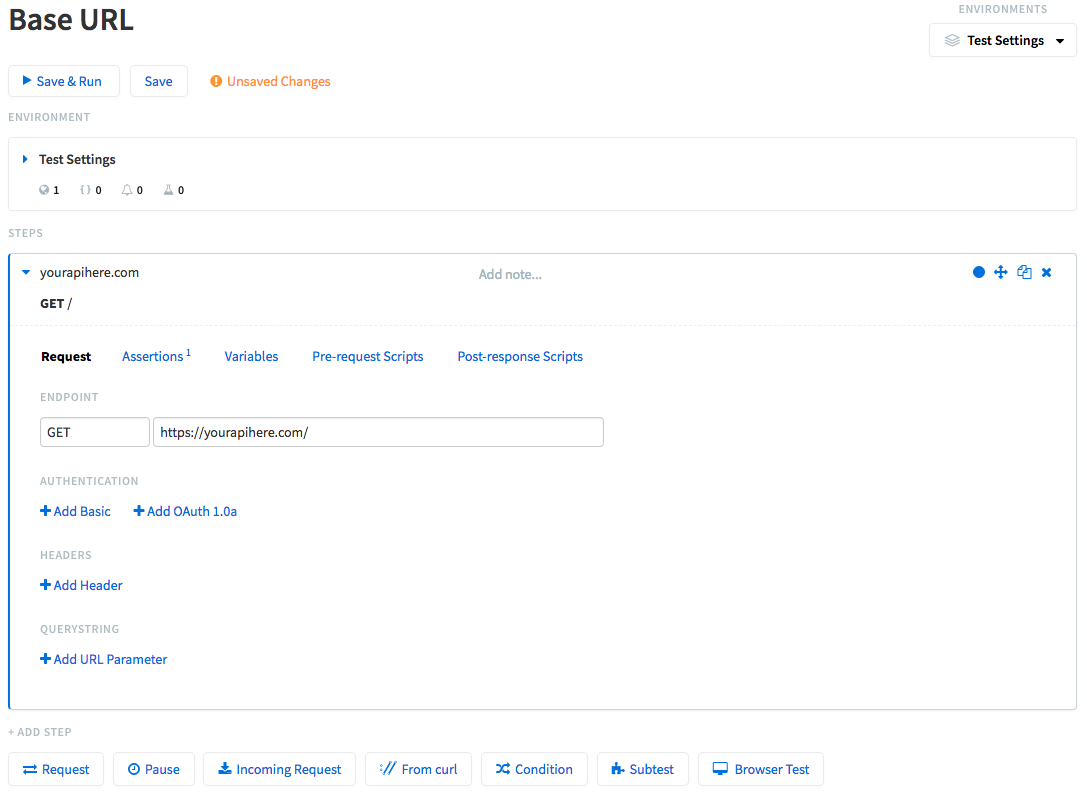 Base URL
ENVIRONMENTS
Test Settings
Save & Run Save Unsaved Changes
ENVIRONMENT
Test Settings
1 { } 0 0 0
STEPS
yourapihere.com Add note...
GET /
Request Assertions 1 Variables Pre-request Scripts Post-response Scripts
ENDPOINT
GET https://yourapihere.com/
AUTHENTICATION
+ Add Basic + Add OAuth 1.0a
HEADERS
+ Add Header
QUERYSTRING
+ Add URL Parameter
+ ADD STEP
Request Pause Incoming Request :// From curl Condition Subtest Browser Test